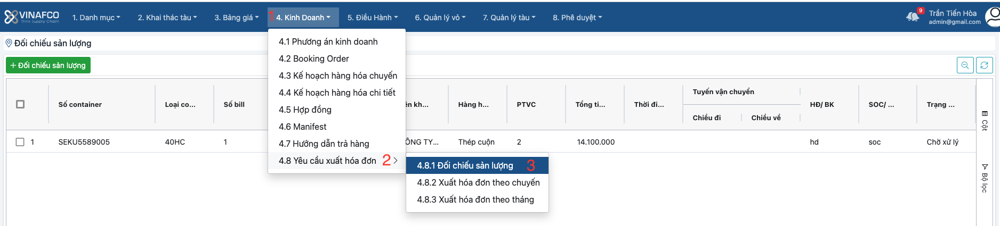 VINAFCO
Think Supply Chain!
1. Danh mục
2. Khai thác tàu
3. Bảng giá
1
4. Kinh Doanh
5. Điều Hành
6. Quản lý vỏ
7. Quản lý tàu
8. Phê duyệt
9
Trần Tiến Hòa
admin@gmail.com
Đối chiếu sản lượng
+ Đối chiếu sản lượng
4.1 Phương án kinh doanh
4.2 Booking Order
4.3 Kế hoạch hàng hóa chuyến
4.4 Kế hoạch hàng hóa chi tiết
4.5 Hợp đồng
4.6 Manifest
4.7 Hướng dẫn trả hàng
4.8 Yêu cầu xuất hóa đơn 2
4.8.1 Đối chiếu sản lượng 3
4.8.2 Xuất hóa đơn theo chuyến
4.8.3 Xuất hóa đơn theo tháng
Số container
Loại co...
Số bill
ên kh...
Hàng h...
PTVC
Tổng ti...
Thời đi...
Tuyến vận chuyển
Chiều đi
Chiều về
HĐ/ BK
SOC/ ...
Trạng ...
1 SEKU5589005 40HC 1 ÔNG TY... Thép cuộn 2 14.100.000 hd soc Chờ xử lý
Cột
Bộ lọc